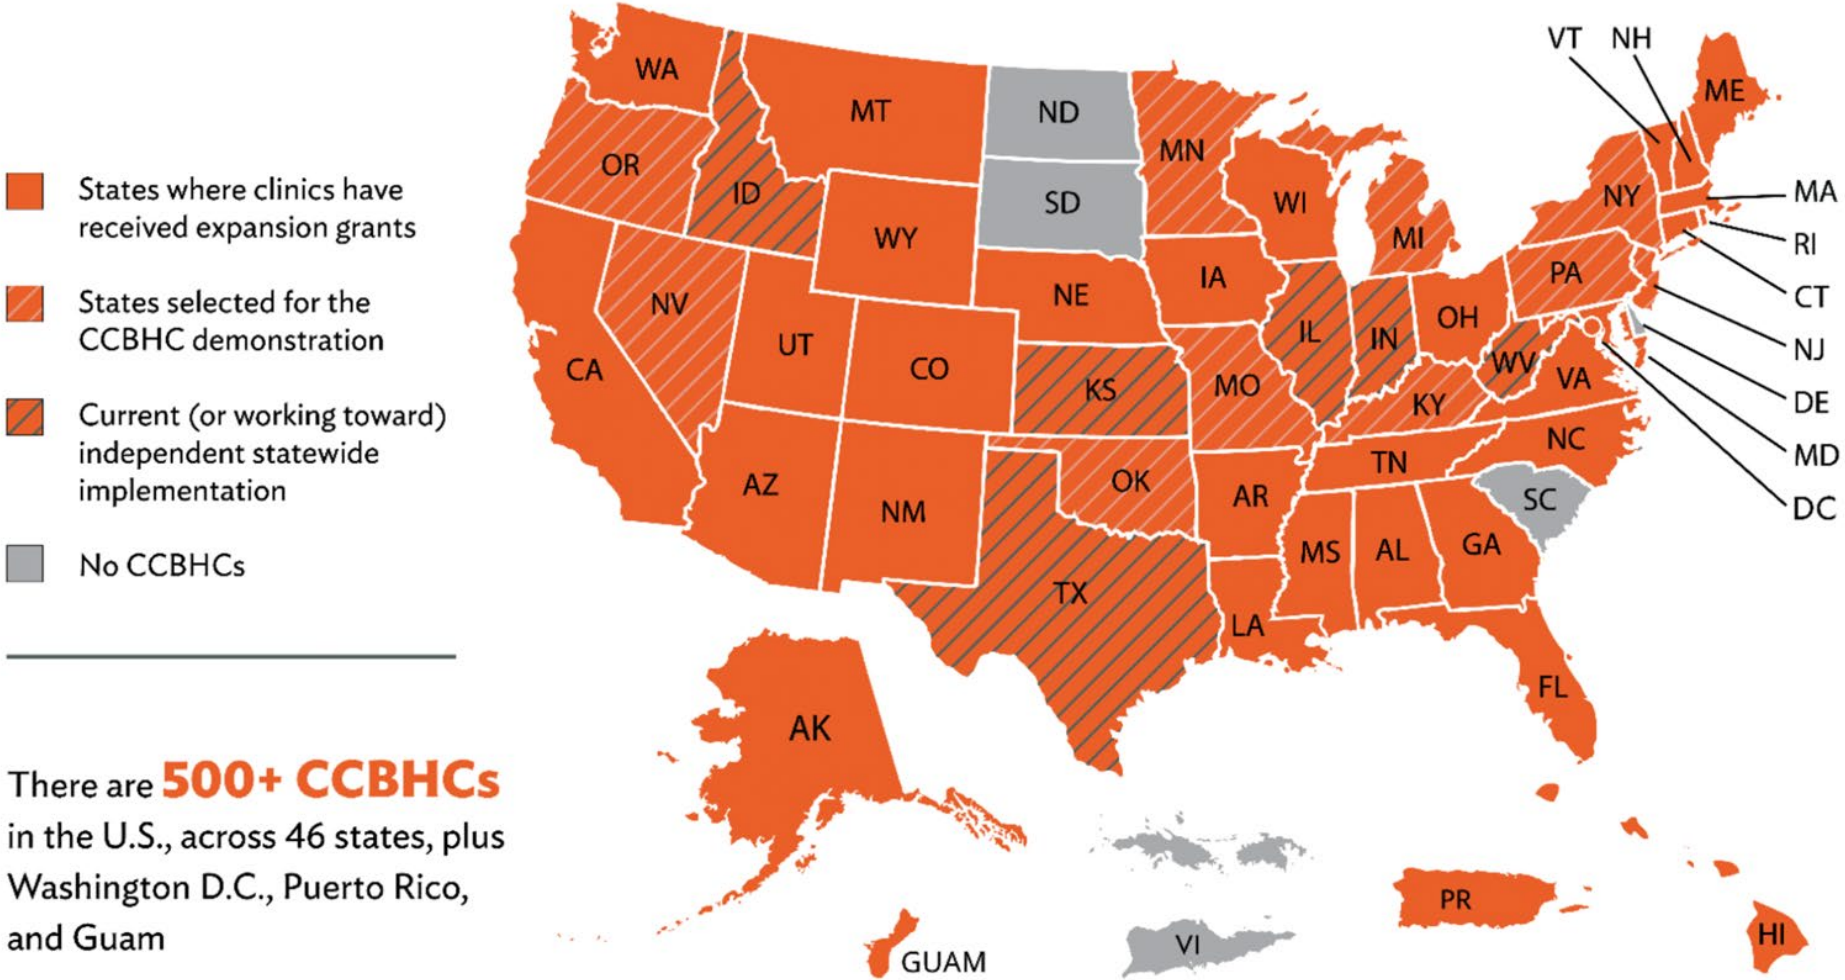 States where clinics have
received expansion grants
States selected for the
CCBHC demonstration
Current (or working toward)
independent statewide
implementation
No CCBHCs
There are 500+ CCBHCs
in the U.S., across 46 states, plus
Washington D.C., Puerto Rico,
and Guam
VT NH
WA
ME
MT
ND
MN
OR
ID
SD
WI
NY
MA
WY
MI
RI
IA
PA
NE
CT
NV
UT
IL
IN
OH
NJ
CA
CO
KS
MO
WV
VA
KY
DE
NC
MD
TN
AZ
OK
AR
SC
NM
DC
MS
AL
GA
TX
LA
FL
AK
PR
HI
VI
GUAM